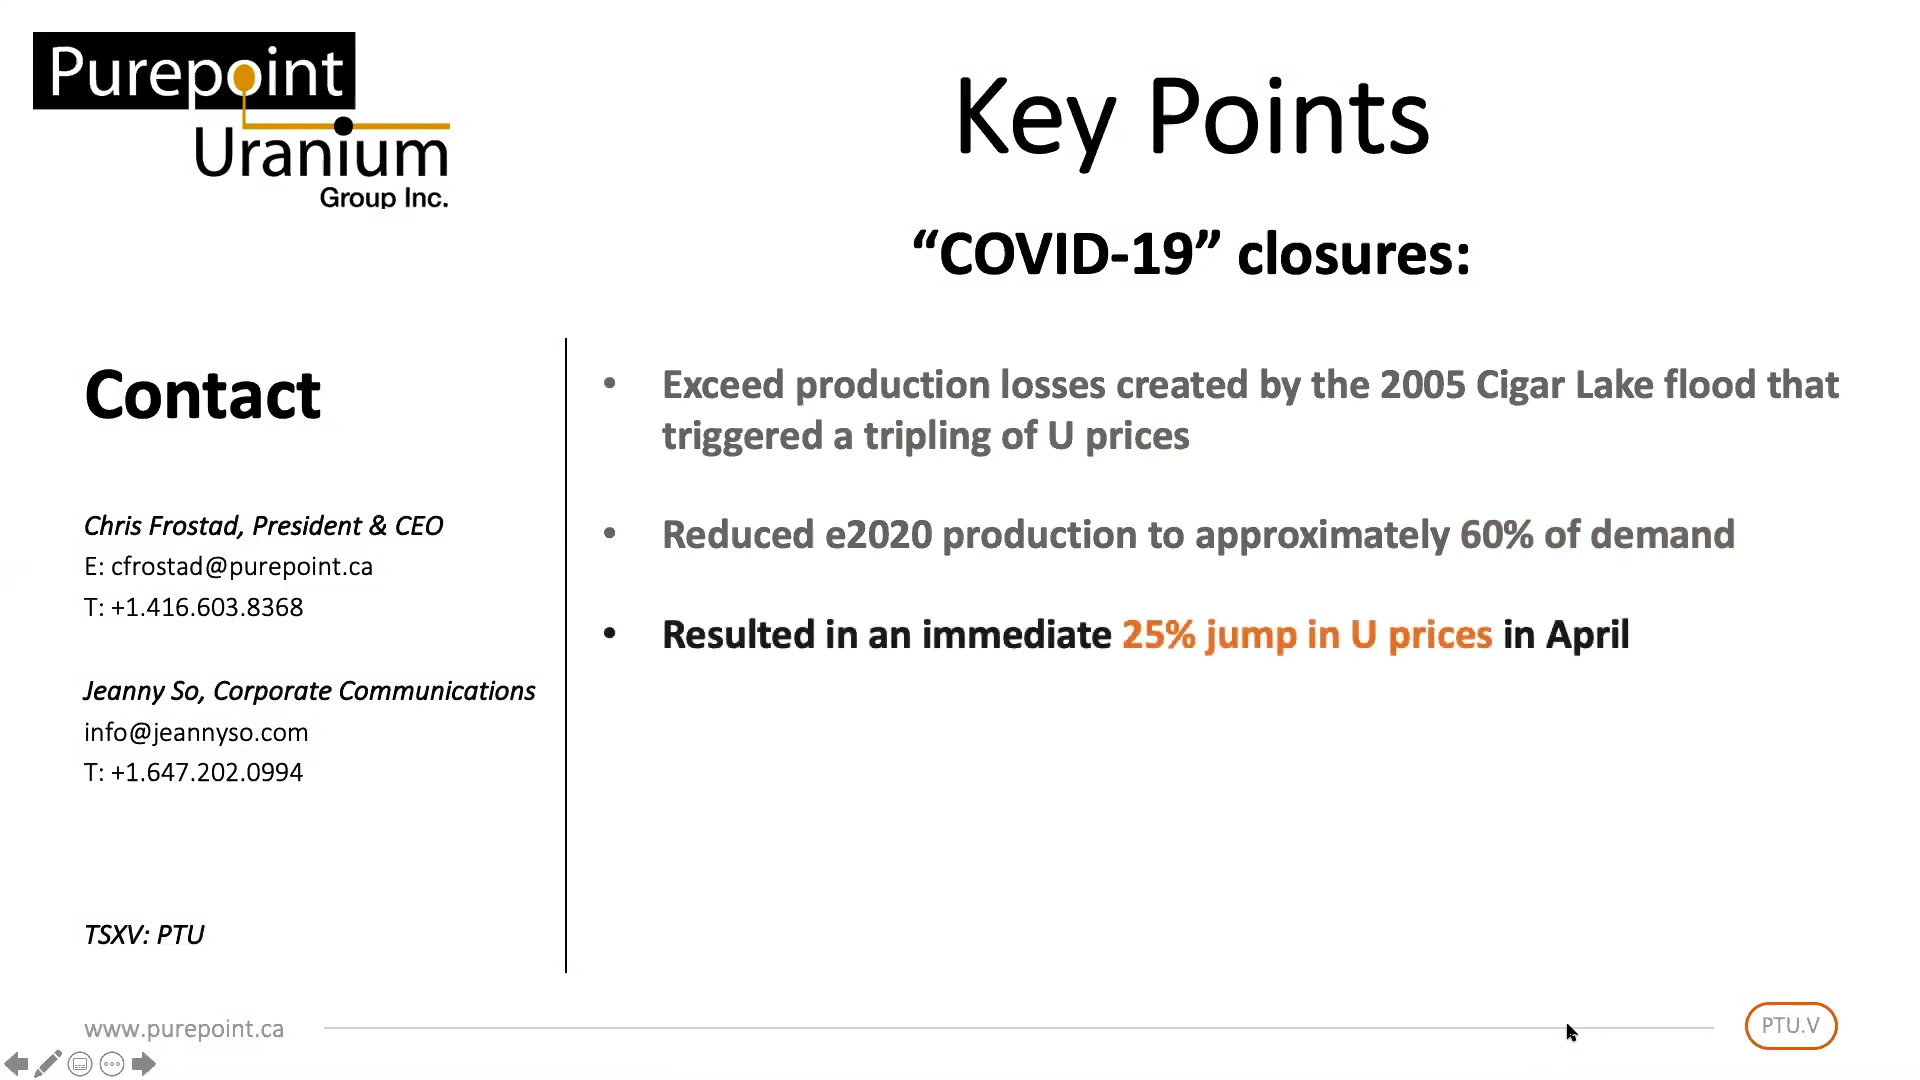 Purepoint
Uranium
Group Inc.
Key Points
“COVID-19” closures:
Contact
Chris Frostad, President & CEO
E: cfrostad@purepoint.ca
T: +1.416.603.8368
Jeanny So, Corporate Communications
info@jeannyso.com
T: +1.647.202.0994
TSXV: PTU
• Exceed production losses created by the 2005 Cigar Lake flood that
triggered a tripling of U prices
• Reduced e2020 production to approximately 60% of demand
• Resulted in an immediate 25% jump in U prices in April
www.purepoint.ca
PTU.V